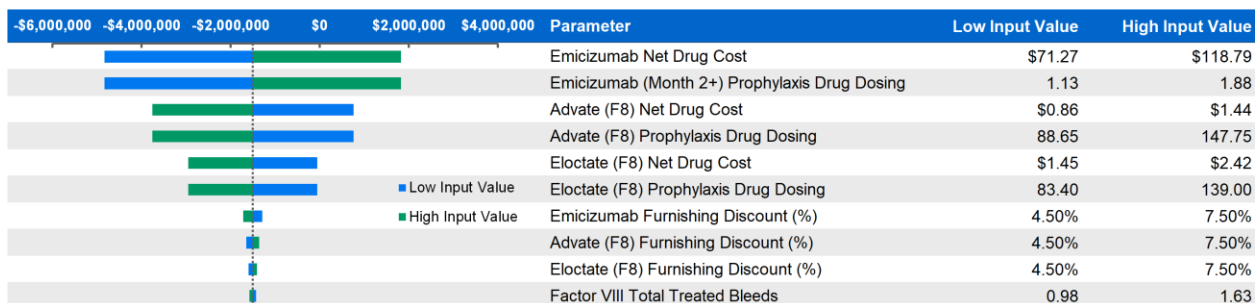 -$6,000,000 -$4,000,000 -$2,000,000 $0 $2,000,000 $4,000,000 Parameter Low Input Value High Input Value
Emicizumab Net Drug Cost $71.27 $118.79
Emicizumab (Month 2+) Prophylaxis Drug Dosing 1.13 1.88
Advate (F8) Net Drug Cost $0.86 $1.44
Advate (F8) Prophylaxis Drug Dosing 88.65 147.75
Eloctate (F8) Net Drug Cost $1.45 $2.42
Low Input Value Eloctate (F8) Prophylaxis Drug Dosing 83.40 139.00
High Input Value Emicizumab Furnishing Discount (%) 4.50% 7.50%
Advate (F8) Furnishing Discount (%) 4.50% 7.50%
Eloctate (F8) Furnishing Discount (%) 4.50% 7.50%
Factor VIII Total Treated Bleeds 0.98 1.63